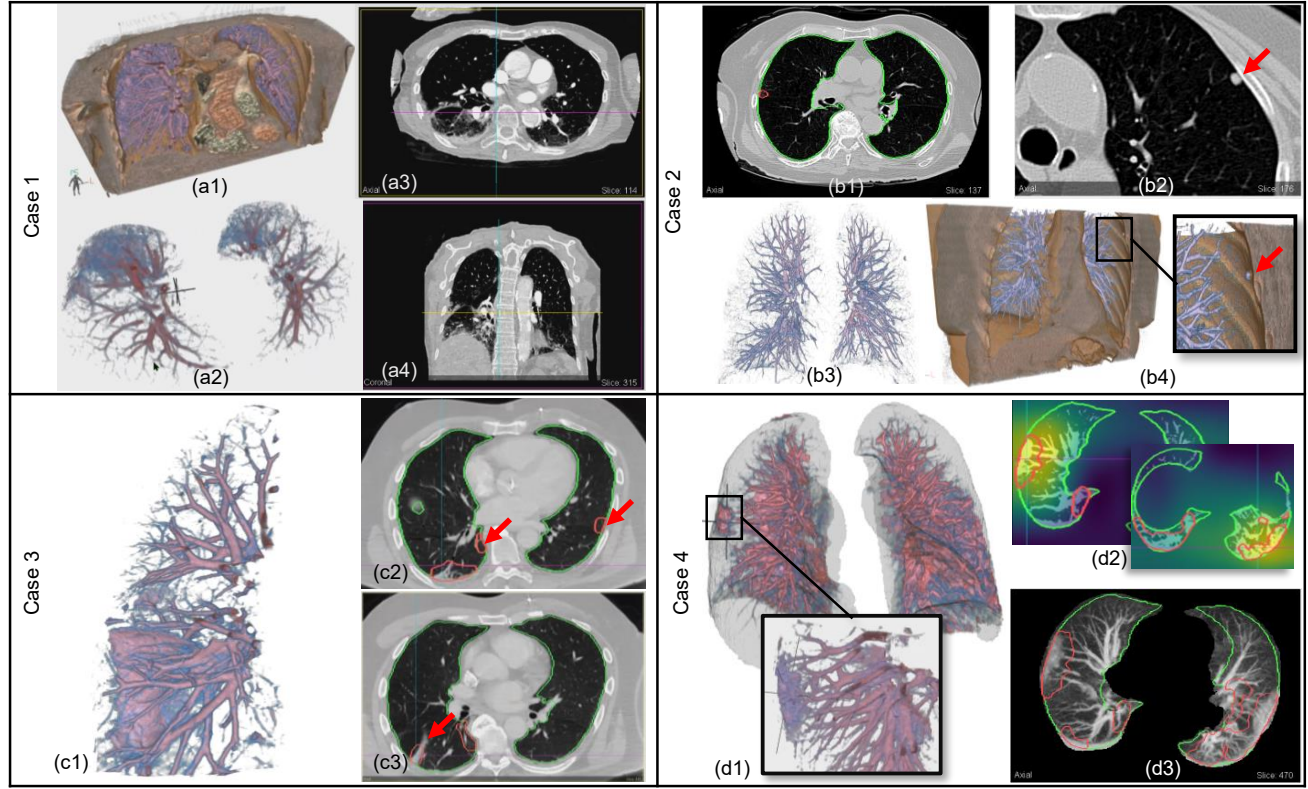 Case 1
(a1)
(a2)
Axial
(a3)
Slice: 114
Coronal
(a4)
Slice: 315
Case 2
Axial
(b1)
Slice: 137
Axial
(b2)
Slice: 176
(b3)
(b4)
Case 3
(c1)
(c2)
(c3)
Case 4
(d1)
(d2)
Axial
(d3)
Slice: 470